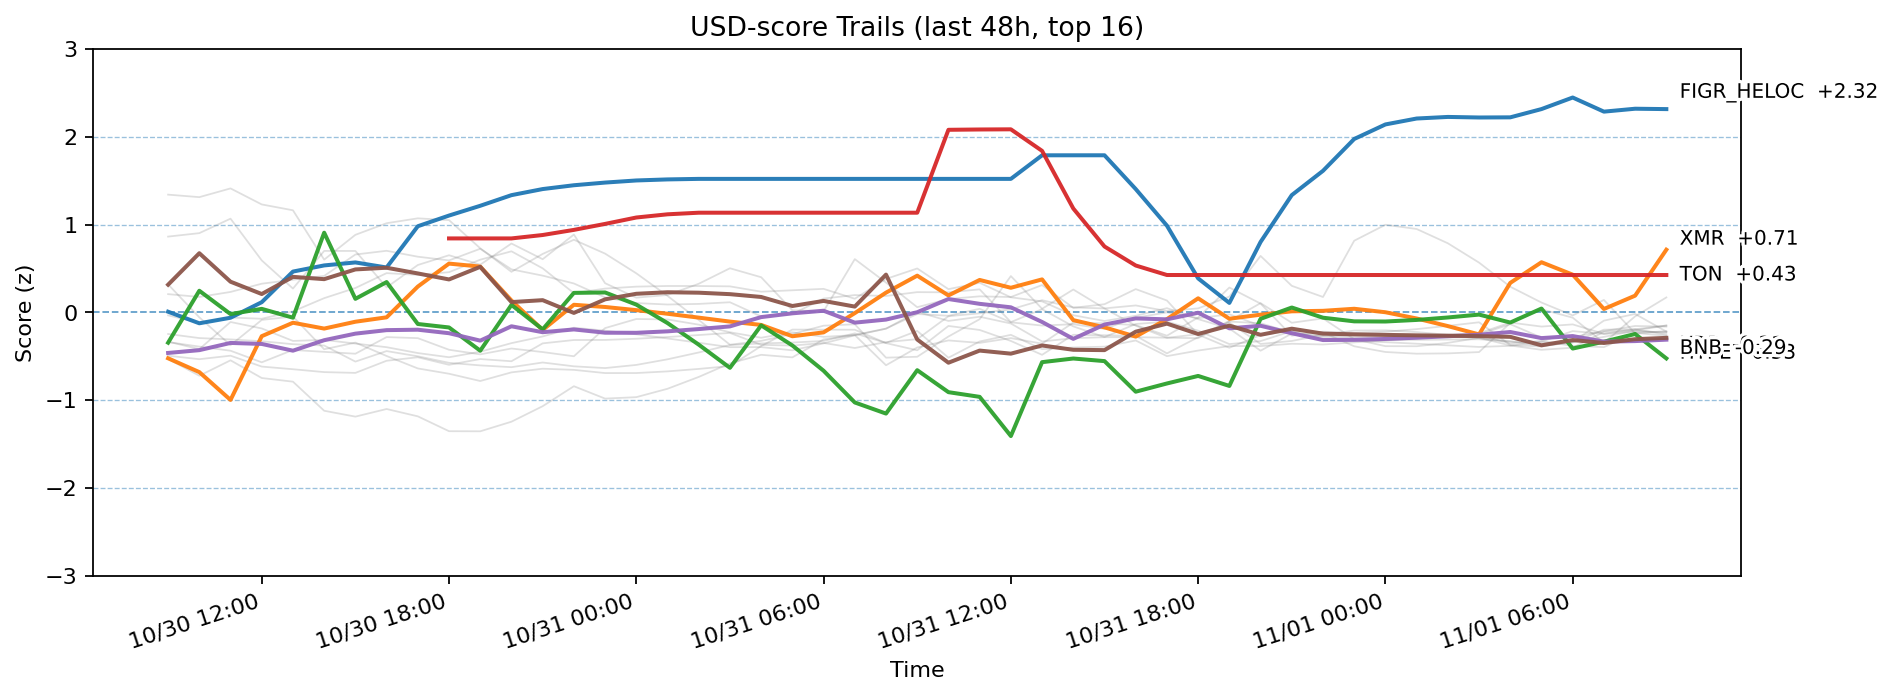 USD-score Trails (last 48h, top 16)
3
2
1
0
−1
−2
−3
Score (z)
FIGR_HELOC +2.32
XMR +0.71
TON +0.43
BNB −0.29
10/30 12:00
10/30 18:00
10/31 00:00
10/31 06:00
10/31 12:00
10/31 18:00
11/01 00:00
11/01 06:00
Time